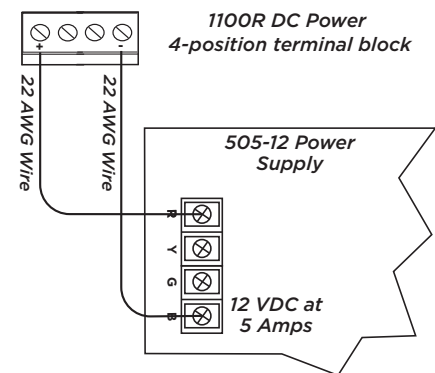 1100R DC Power
4-position terminal block
+ -
22 AWG Wire
22 AWG Wire
505-12 Power
Supply
R
Y
G
B
12 VDC at
5 Amps